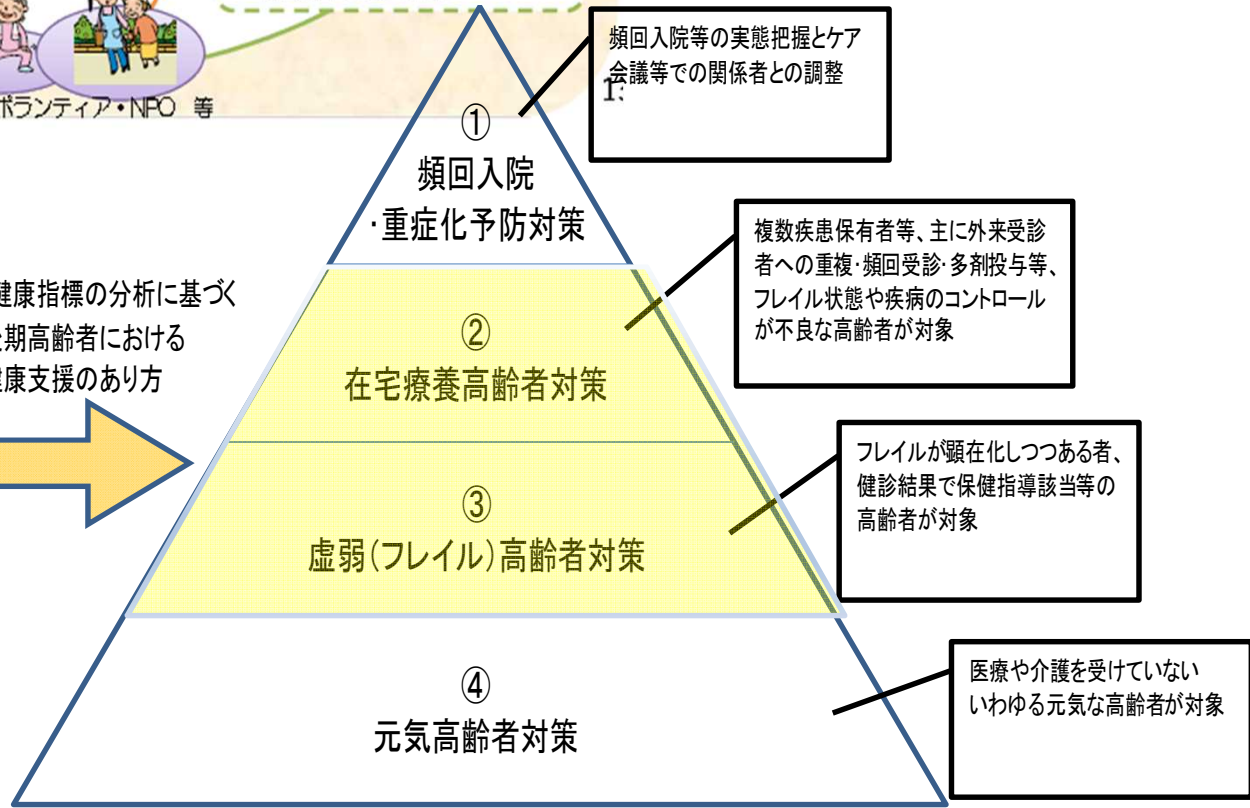 ボランティア・NPO 等
頻回入院等の実態把握とケア
会議等での関係者との調整
1:
①
頻回入院
・重症化予防対策
複数疾患保有者等、主に外来受診
者への重複・頻回受診・多剤投与等、
フレイル状態や疾病のコントロール
が不良な高齢者が対象
健康指標の分析に基づく
後期高齢者における
健康支援のあり方
②
在宅療養高齢者対策
フレイルが顕在化しつつある者、
健診結果で保健指導該当等の
高齢者が対象
③
虚弱(フレイル)高齢者対策
医療や介護を受けていない
いわゆる元気な高齢者が対象
④
元気高齢者対策